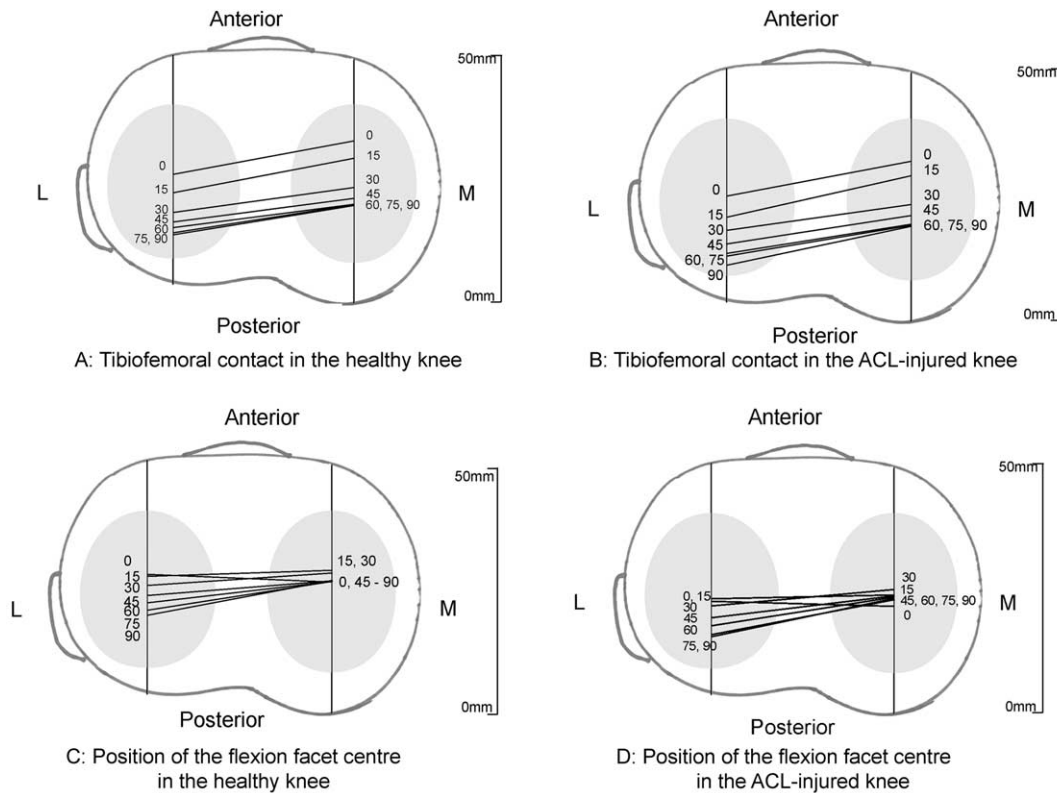 Anterior
50mm
0
15
30
45
60
75, 90
0
15
30
45
60, 75, 90
L
M
0mm
Posterior
A: Tibiofemoral contact in the healthy knee
Anterior
50mm
0
15
30
45
60, 75
90
0
15
30
45
60, 75, 90
L
M
0mm
Posterior
B: Tibiofemoral contact in the ACL-injured knee
Anterior
50mm
0
15
30
45
60
75
90
15, 30
0, 45 - 90
L
M
0mm
Posterior
C: Position of the flexion facet centre
in the healthy knee
Anterior
50mm
0, 15
30
45
60
75, 90
30
15
45, 60, 75, 90
0
L
M
0mm
Posterior
D: Position of the flexion facet centre
in the ACL-injured knee